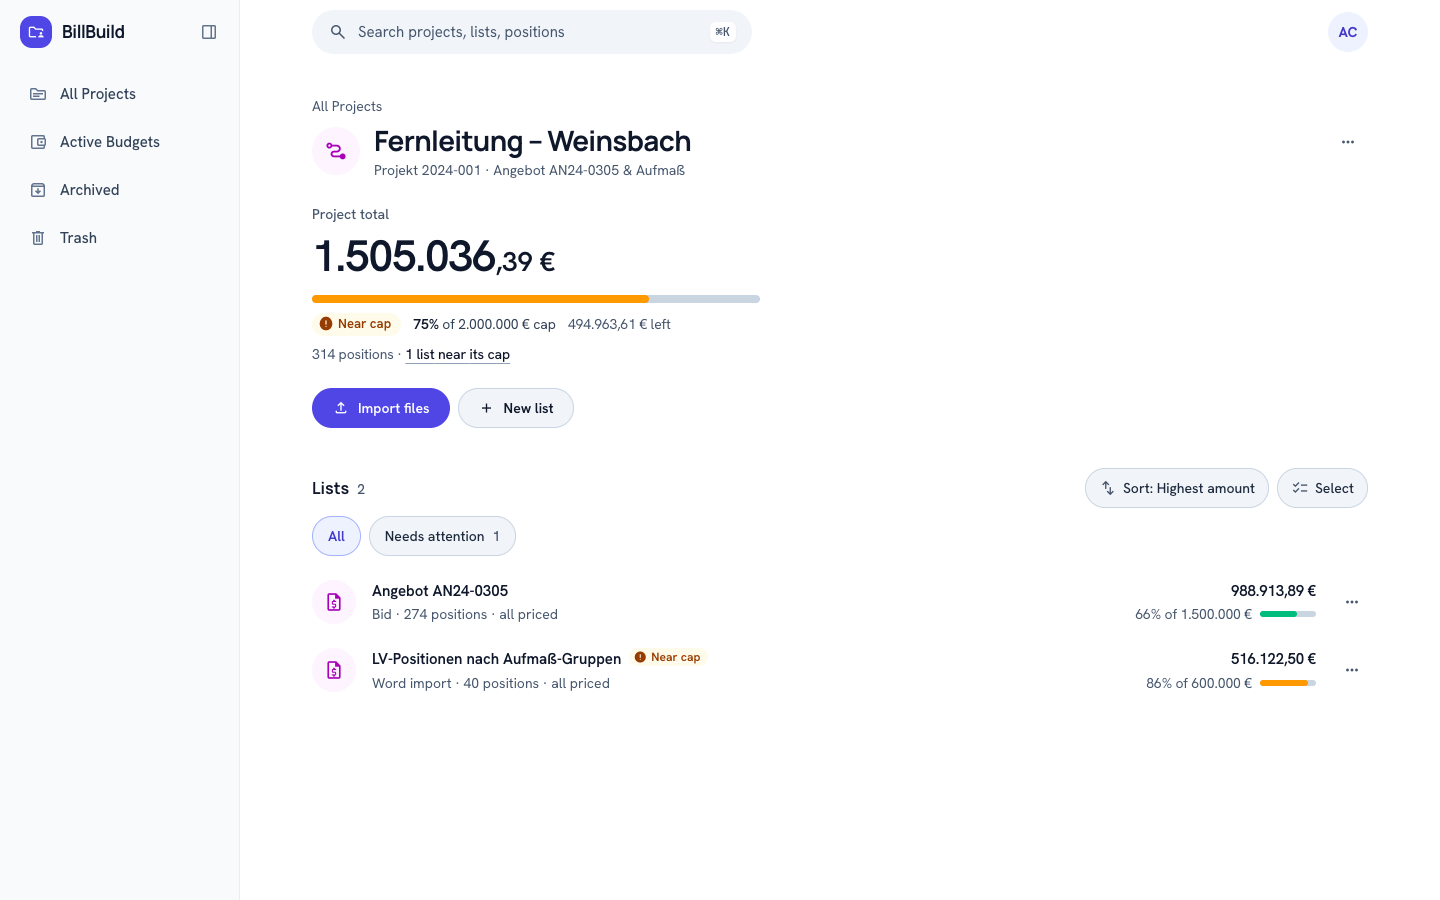 BillBuild
Search projects, lists, positions ⌘K
AC
All Projects
Active Budgets
Archived
Trash
All Projects
Fernleitung – Weinsbach
Projekt 2024-001 · Angebot AN24-0305 & Aufmaß
Project total
1.505.036,39 €
Near cap 75% of 2.000.000 € cap 494.963,61 € left
314 positions · 1 list near its cap
Import files New list
Lists 2
Sort: Highest amount Select
All Needs attention 1
Angebot AN24-0305 988.913,89 €
Bid · 274 positions · all priced 66% of 1.500.000 €
LV-Positionen nach Aufmaß-Gruppen Near cap 516.122,50 €
Word import · 40 positions · all priced 86% of 600.000 €